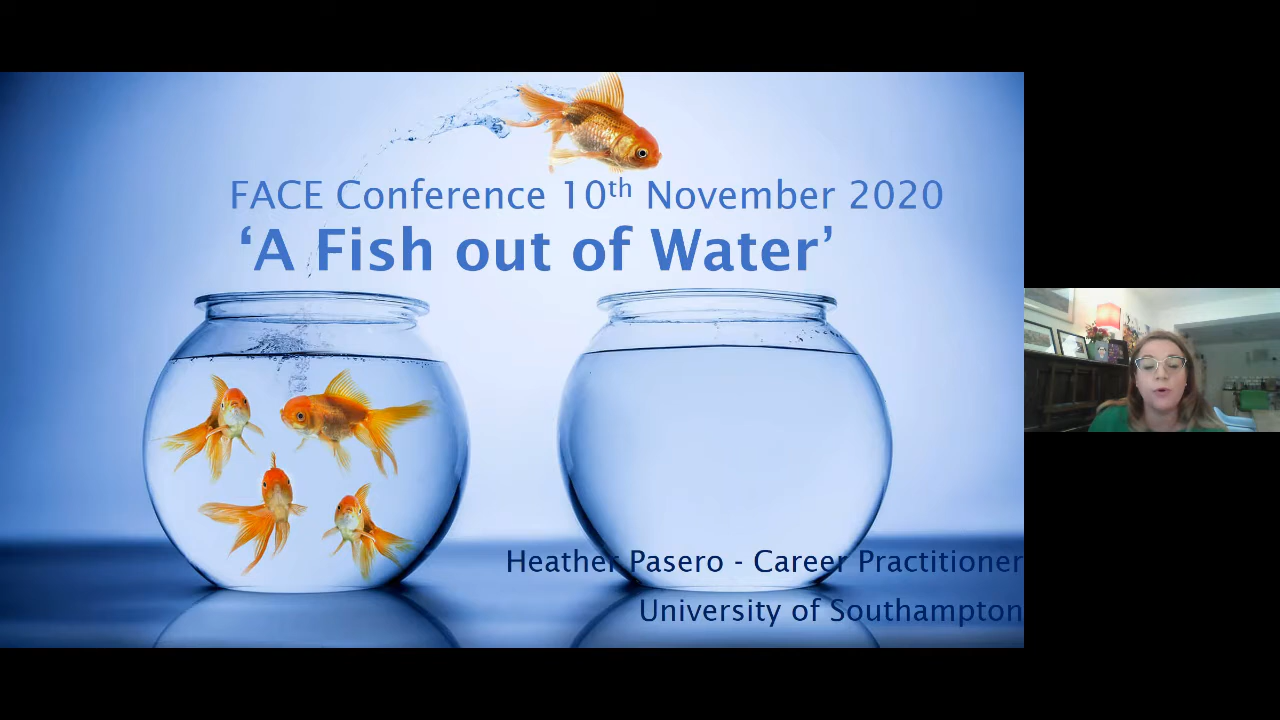 FACE Conference 10th November 2020
‘A Fish out of Water’
Heather Pasero - Career Practitioner
University of Southampton